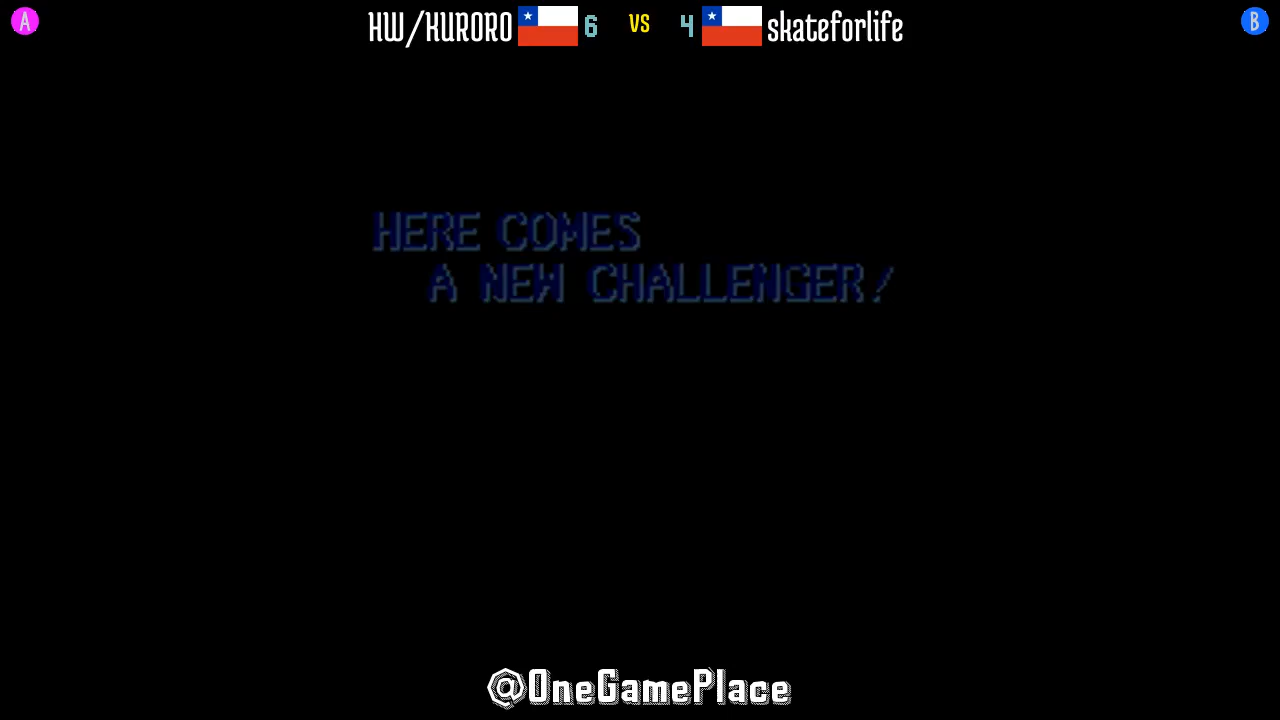 A HW/KURORO 6 VS 4 skateforlife B
HERE COMES
A NEW CHALLENGER!
@OneGamePlace